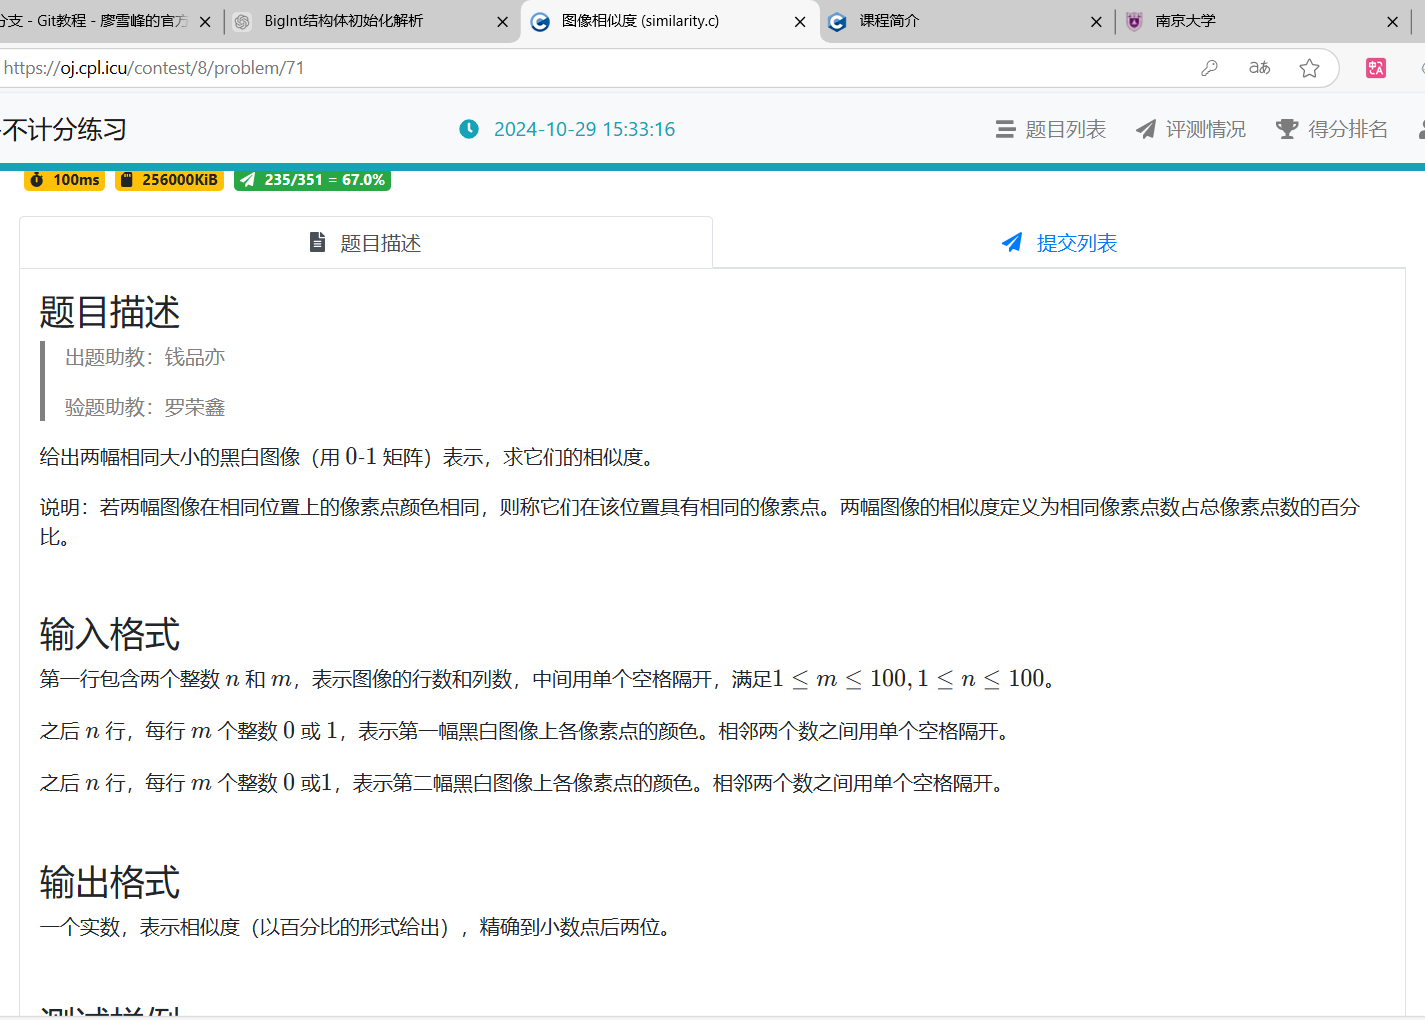 分支 - Git教程 - 廖雪峰的官方 BigInt结构体初始化解析 图像相似度 (similarity.c) 课程简介 南京大学
https://oj.cpl.icu/contest/8/problem/71 aあ
不计分练习 2024-10-29 15:33:16 题目列表 评测情况 得分排名
100ms 256000KiB 235/351 = 67.0%
题目描述 提交列表
题目描述
出题助教：钱品亦
验题助教：罗荣鑫
给出两幅相同大小的黑白图像（用 0-1 矩阵）表示，求它们的相似度。
说明：若两幅图像在相同位置上的像素点颜色相同，则称它们在该位置具有相同的像素点。两幅图像的相似度定义为相同像素点数占总像素点数的百分
比。
输入格式
第一行包含两个整数 n 和 m，表示图像的行数和列数，中间用单个空格隔开，满足1 ≤ m ≤ 100, 1 ≤ n ≤ 100。
之后 n 行，每行 m 个整数 0 或 1，表示第一幅黑白图像上各像素点的颜色。相邻两个数之间用单个空格隔开。
之后 n 行，每行 m 个整数 0 或1，表示第二幅黑白图像上各像素点的颜色。相邻两个数之间用单个空格隔开。
输出格式
一个实数，表示相似度（以百分比的形式给出），精确到小数点后两位。